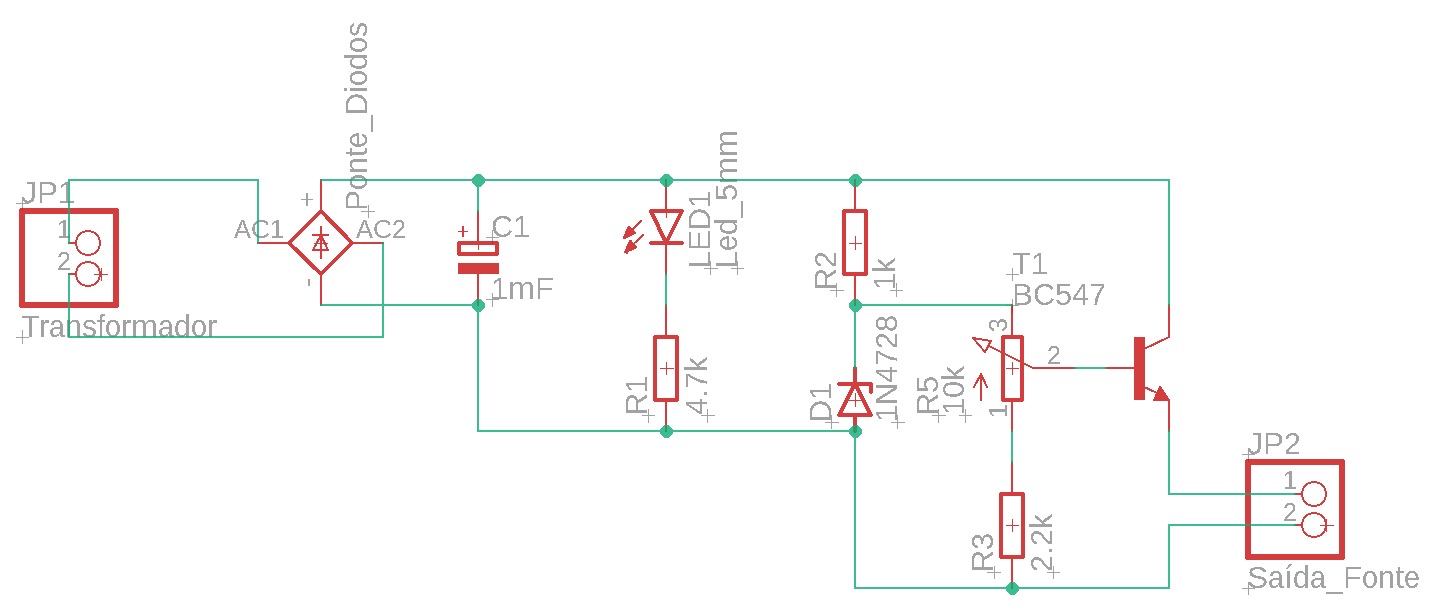 JP1
1
2
Transformador
Ponte_Diodos
+
AC1
AC2
-
+
C1
1mF
LED1
Led_5mm
R1
4.7k
R2
1k
D1
1N4728
T1
BC547
3
2
1
R5
10k
R3
2.2k
JP2
1
2
Saída_Fonte